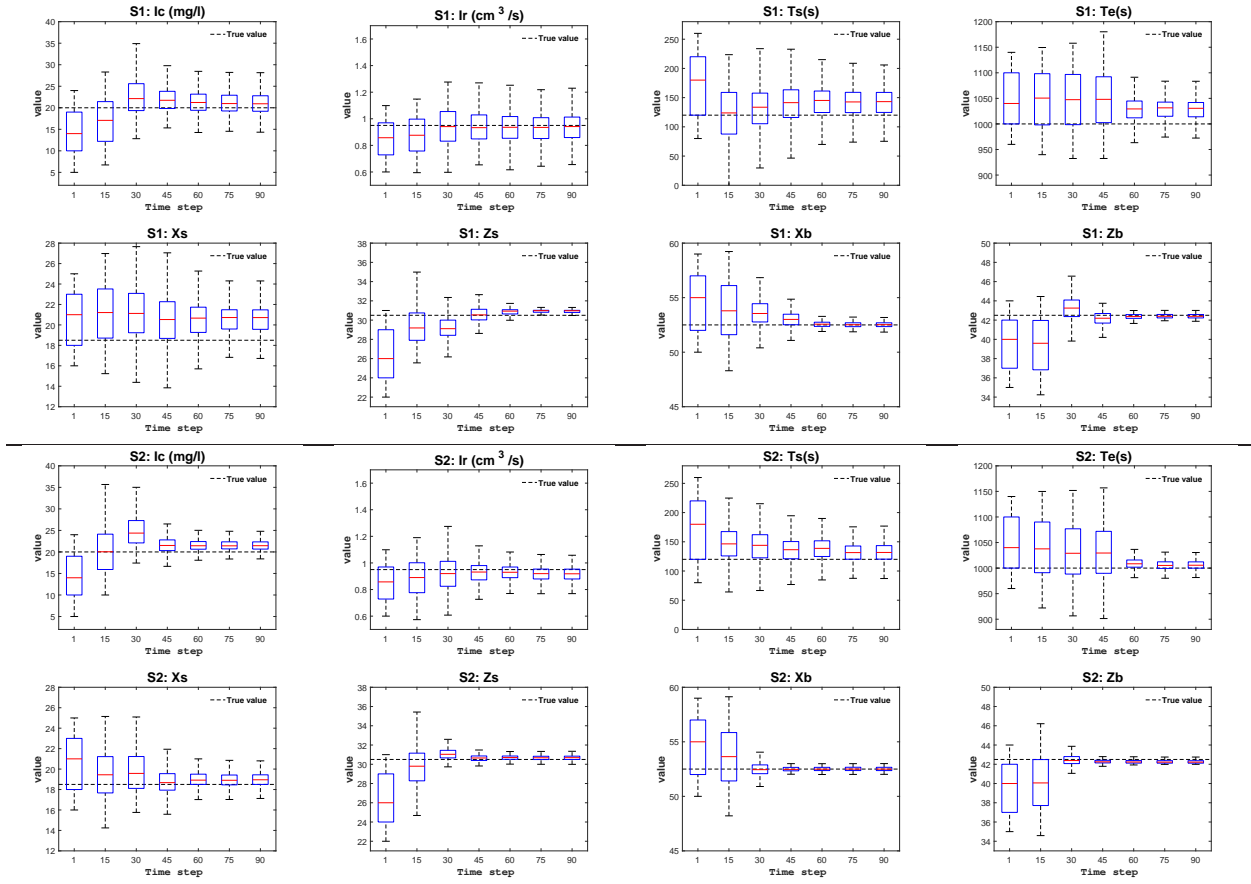 S1: Ic (mg/l)
True value
value
40
35
30
25
20
15
10
5
1 15 30 45 60 75 90
Time step
S1: Ir (cm 3 /s)
True value
value
1.6
1.4
1.2
1
0.8
0.6
1 15 30 45 60 75 90
Time step
S1: Ts(s)
True value
value
250
200
150
100
50
0
1 15 30 45 60 75 90
Time step
S1: Te(s)
True value
value
1200
1150
1100
1050
1000
950
900
1 15 30 45 60 75 90
Time step
S1: Xs
True value
value
28
26
24
22
20
18
16
14
12
1 15 30 45 60 75 90
Time step
S1: Zs
True value
value
38
36
34
32
30
28
26
24
22
1 15 30 45 60 75 90
Time step
S1: Xb
True value
value
60
55
50
45
1 15 30 45 60 75 90
Time step
S1: Zb
True value
value
50
48
46
44
42
40
38
36
34
1 15 30 45 60 75 90
Time step
S2: Ic (mg/l)
True value
value
40
35
30
25
20
15
10
5
1 15 30 45 60 75 90
Time step
S2: Ir (cm 3 /s)
True value
value
1.6
1.4
1.2
1
0.8
0.6
1 15 30 45 60 75 90
Time step
S2: Ts(s)
True value
value
250
200
150
100
50
0
1 15 30 45 60 75 90
Time step
S2: Te(s)
True value
value
1200
1150
1100
1050
1000
950
900
1 15 30 45 60 75 90
Time step
S2: Xs
True value
value
28
26
24
22
20
18
16
14
12
1 15 30 45 60 75 90
Time step
S2: Zs
True value
value
38
36
34
32
30
28
26
24
22
1 15 30 45 60 75 90
Time step
S2: Xb
True value
value
60
55
50
45
1 15 30 45 60 75 90
Time step
S2: Zb
True value
value
50
48
46
44
42
40
38
36
34
1 15 30 45 60 75 90
Time step